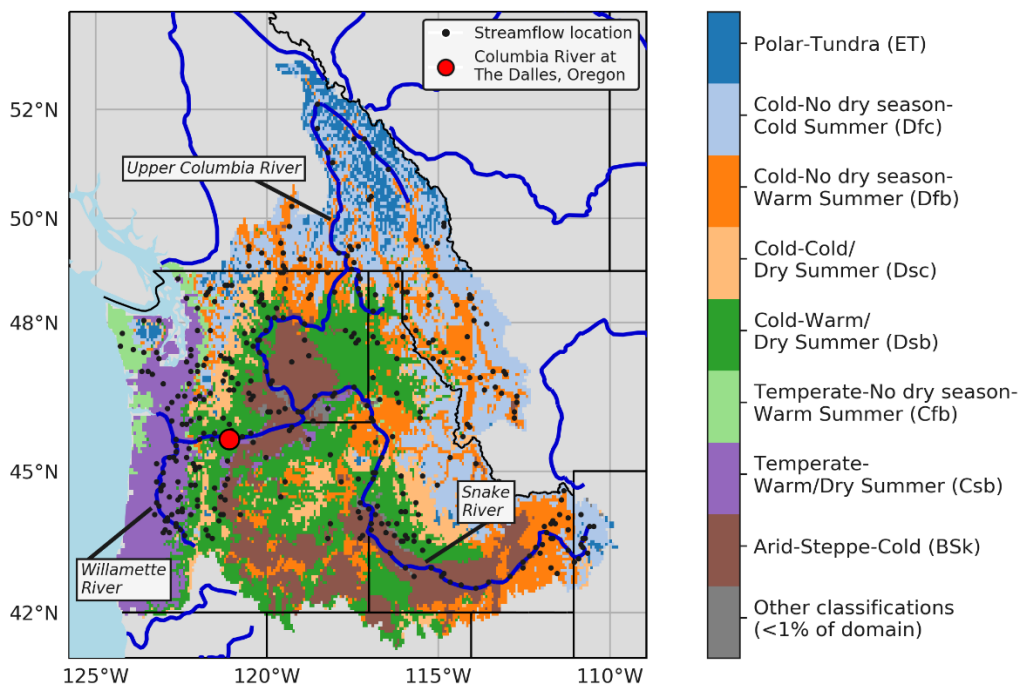 Streamflow location
Columbia River at
The Dalles, Oregon
52°N
50°N
48°N
45°N
42°N
125°W
120°W
115°W
110°W
Upper Columbia River
Snake
River
Willamette
River
Polar-Tundra (ET)
Cold-No dry season-
Cold Summer (Dfc)
Cold-No dry season-
Warm Summer (Dfb)
Cold-Cold/
Dry Summer (Dsc)
Cold-Warm/
Dry Summer (Dsb)
Temperate-No dry season-
Warm Summer (Cfb)
Temperate-
Warm/Dry Summer (Csb)
Arid-Steppe-Cold (BSk)
Other classifications
(<1% of domain)